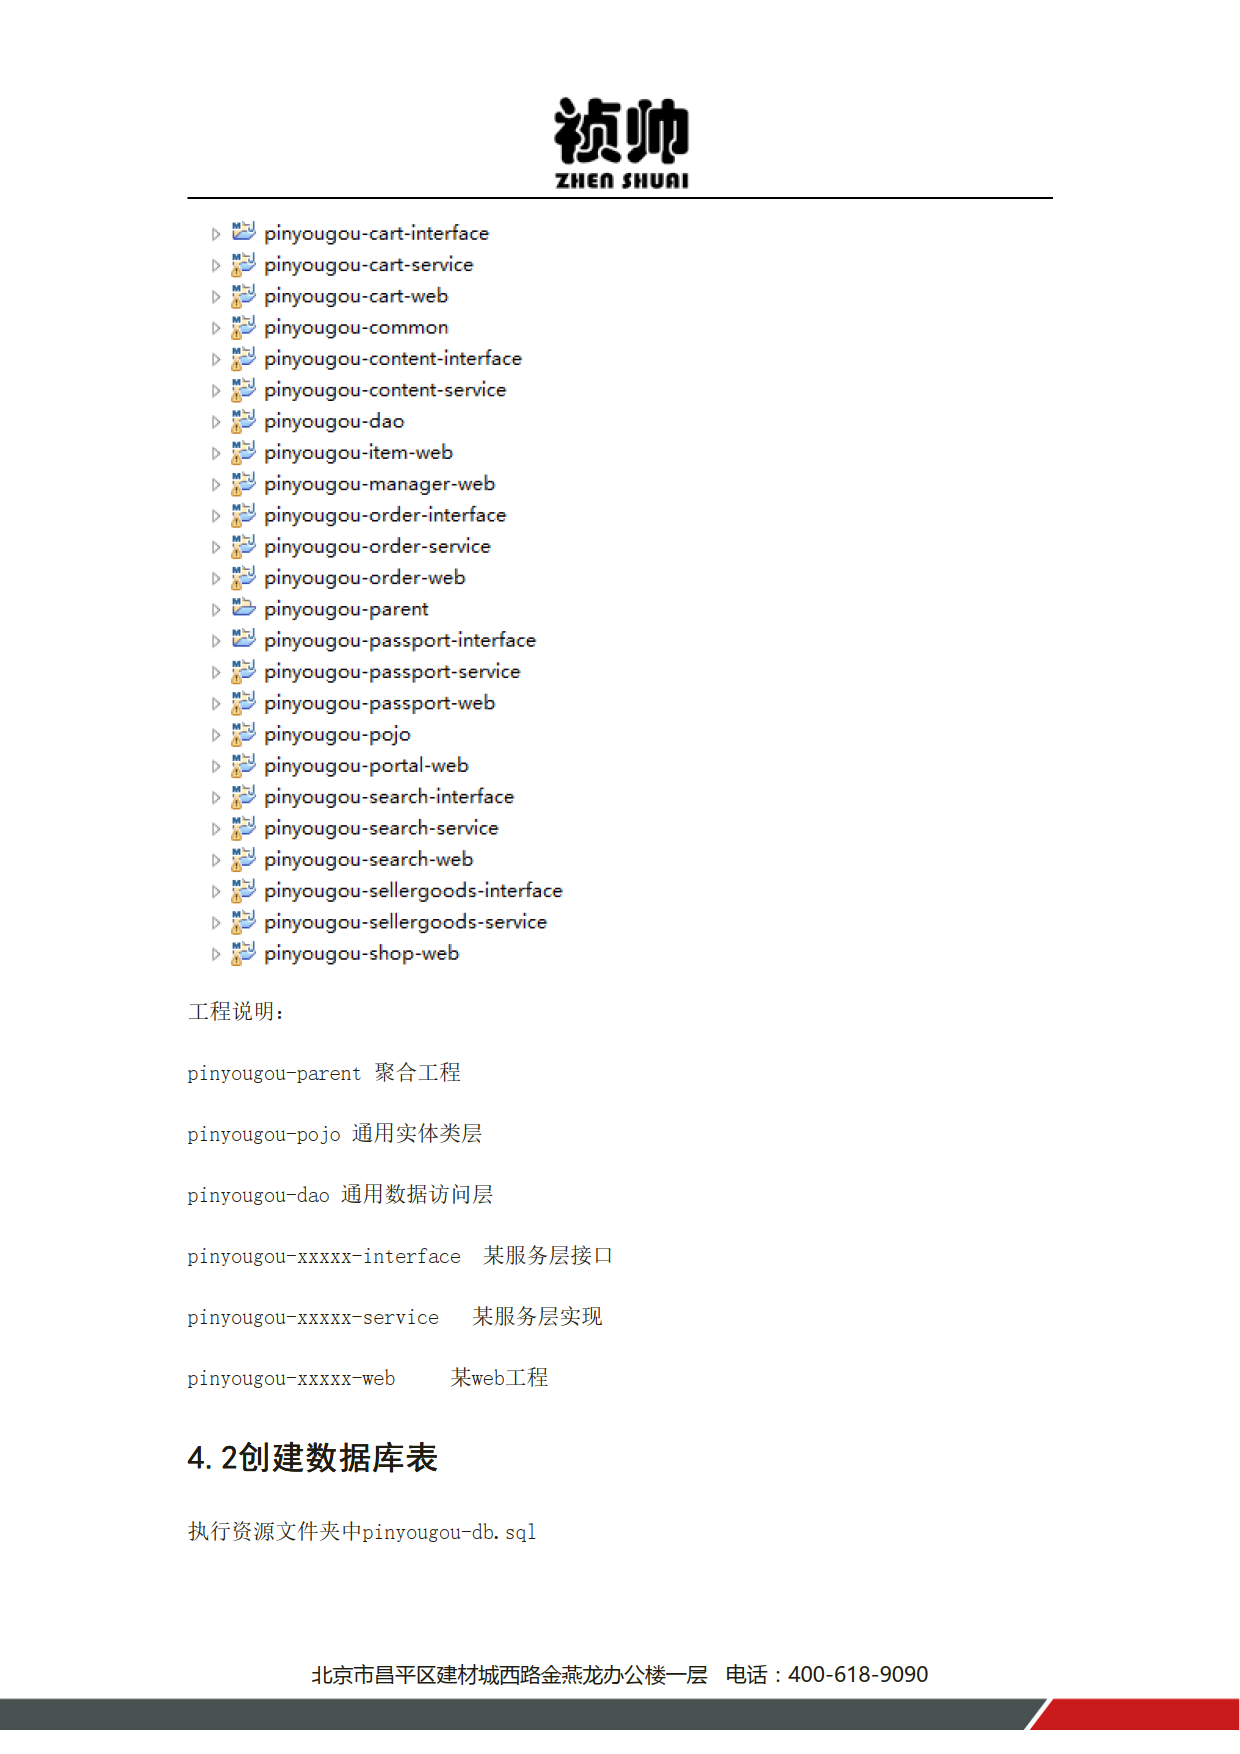 祯帅
ZHEN SHUAI
pinyougou-cart-interface
pinyougou-cart-service
pinyougou-cart-web
pinyougou-common
pinyougou-content-interface
pinyougou-content-service
pinyougou-dao
pinyougou-item-web
pinyougou-manager-web
pinyougou-order-interface
pinyougou-order-service
pinyougou-order-web
pinyougou-parent
pinyougou-passport-interface
pinyougou-passport-service
pinyougou-passport-web
pinyougou-pojo
pinyougou-portal-web
pinyougou-search-interface
pinyougou-search-service
pinyougou-search-web
pinyougou-sellergoods-interface
pinyougou-sellergoods-service
pinyougou-shop-web
工程说明：
pinyougou-parent 聚合工程
pinyougou-pojo 通用实体类层
pinyougou-dao 通用数据访问层
pinyougou-xxxxx-interface 某服务层接口
pinyougou-xxxxx-service 某服务层实现
pinyougou-xxxxx-web 某web工程
4.2创建数据库表
执行资源文件夹中pinyougou-db.sql
北京市昌平区建材城西路金燕龙办公楼一层 电话：400-618-9090